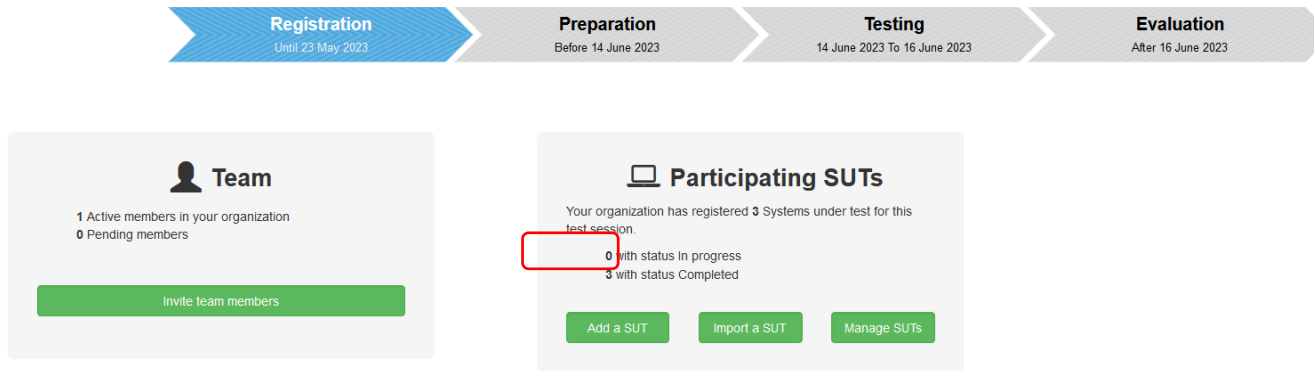 Registration
Until 23 May 2023
Preparation
Before 14 June 2023
Testing
14 June 2023 To 16 June 2023
Evaluation
After 16 June 2023
Team
1 Active members in your organization
0 Pending members
Invite team members
Participating SUTs
Your organization has registered 3 Systems under test for this
test session.
0 with status In progress
3 with status Completed
Add a SUT
Import a SUT
Manage SUTs